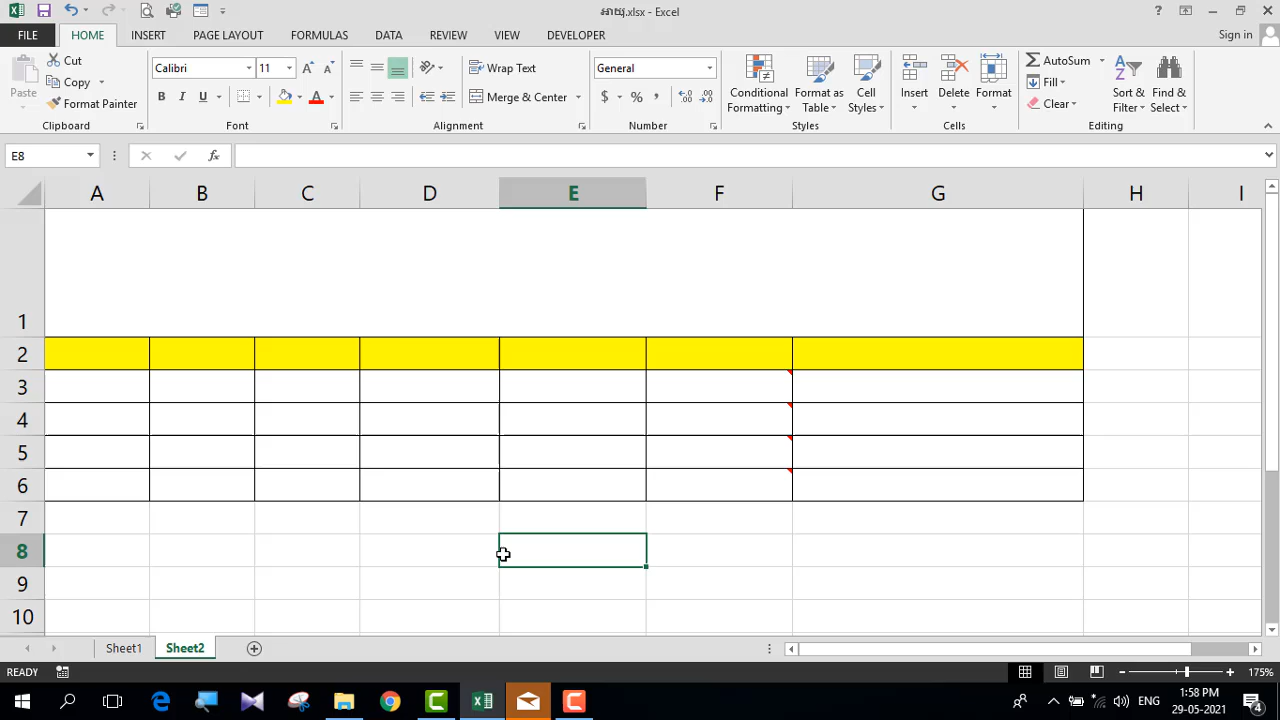 .xlsx - Excel
Sign in
FILE HOME INSERT PAGE LAYOUT FORMULAS DATA REVIEW VIEW DEVELOPER
Paste
Cut
Copy
Format Painter
Clipboard
Calibri 11
B I U A
Font
Wrap Text
Merge & Center
Alignment
General
$ % ,
Number
Conditional Formatting
Format as Table
Cell Styles
Styles
Insert
Delete
Format
Cells
AutoSum
Fill
Clear
Sort & Filter
Find & Select
Editing
E8 fx
A B C D E F G H I
1
2
3
4
5
6
7
8
9
10
Sheet1 Sheet2
READY 175%
ENG
1:58 PM
29-05-2021
4